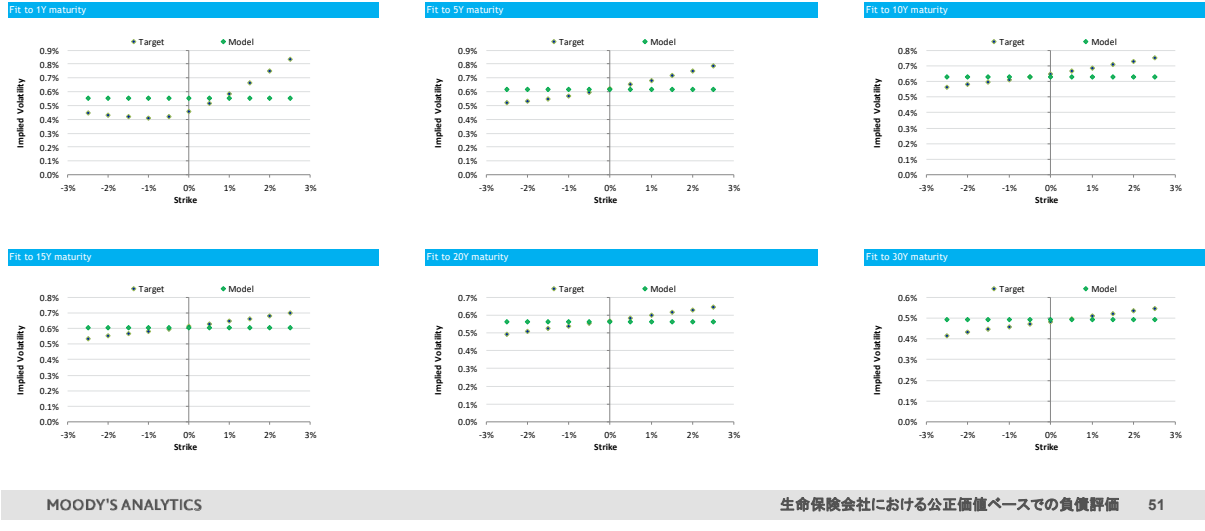 Fit to 1Y maturity
Target Model
0.9%
0.8%
0.7%
0.6%
0.5%
0.4%
0.3%
0.2%
0.1%
0.0%
Implied Volatility
-3% -2% -1% 0% 1% 2% 3%
Strike
Fit to 5Y maturity
Target Model
0.9%
0.8%
0.7%
0.6%
0.5%
0.4%
0.3%
0.2%
0.1%
0.0%
Implied Volatility
-3% -2% -1% 0% 1% 2% 3%
Strike
Fit to 10Y maturity
Target Model
0.8%
0.7%
0.6%
0.5%
0.4%
0.3%
0.2%
0.1%
0.0%
Implied Volatility
-3% -2% -1% 0% 1% 2% 3%
Strike
Fit to 15Y maturity
Target Model
0.8%
0.7%
0.6%
0.5%
0.4%
0.3%
0.2%
0.1%
0.0%
Implied Volatility
-3% -2% -1% 0% 1% 2% 3%
Strike
Fit to 20Y maturity
Target Model
0.7%
0.6%
0.5%
0.4%
0.3%
0.2%
0.1%
0.0%
Implied Volatility
-3% -2% -1% 0% 1% 2% 3%
Strike
Fit to 30Y maturity
Target Model
0.6%
0.5%
0.4%
0.3%
0.2%
0.1%
0.0%
Implied Volatility
-3% -2% -1% 0% 1% 2% 3%
Strike
MOODY'S ANALYTICS
生命保険会社における公正価値ベースでの負債評価 51